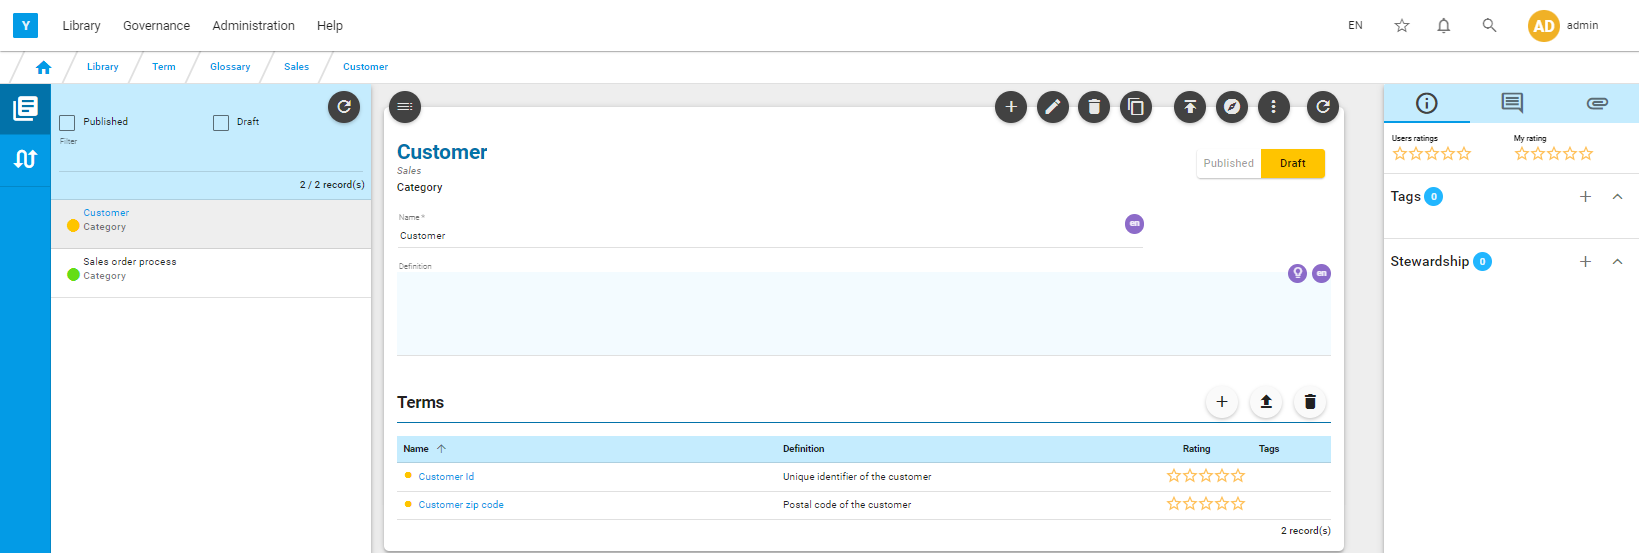 Y Library Governance Administration Help EN AD admin
Library Term Glossary Sales Customer
Published Draft
Filter
2 / 2 record(s)
Customer
Category
Sales order process
Category
Customer
Sales
Category
Published Draft
Name *
en
Customer
Definition
en
Terms
Name Definition Rating Tags
Customer Id Unique identifier of the customer
Customer zip code Postal code of the customer
2 record(s)
Users ratings My rating
Tags 0
Stewardship 0